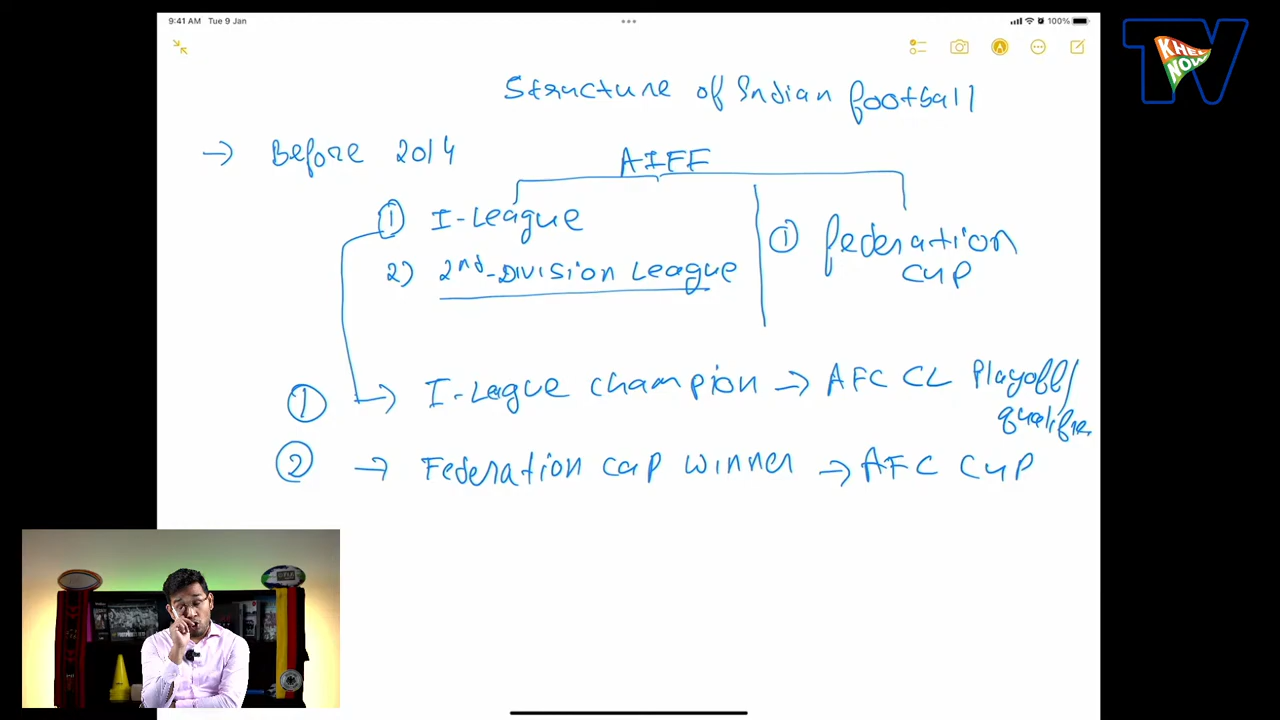 9:41 AM Tue 9 Jan
100%
KHEL NOW
TV
Structure of Indian football
→ Before 2014
AIFF
① I-League
2) 2nd-Division League
① federation cup
① → I-League champion → AFC CL Playoff/
qualifier
② → Federation cup winner → AFC Cup